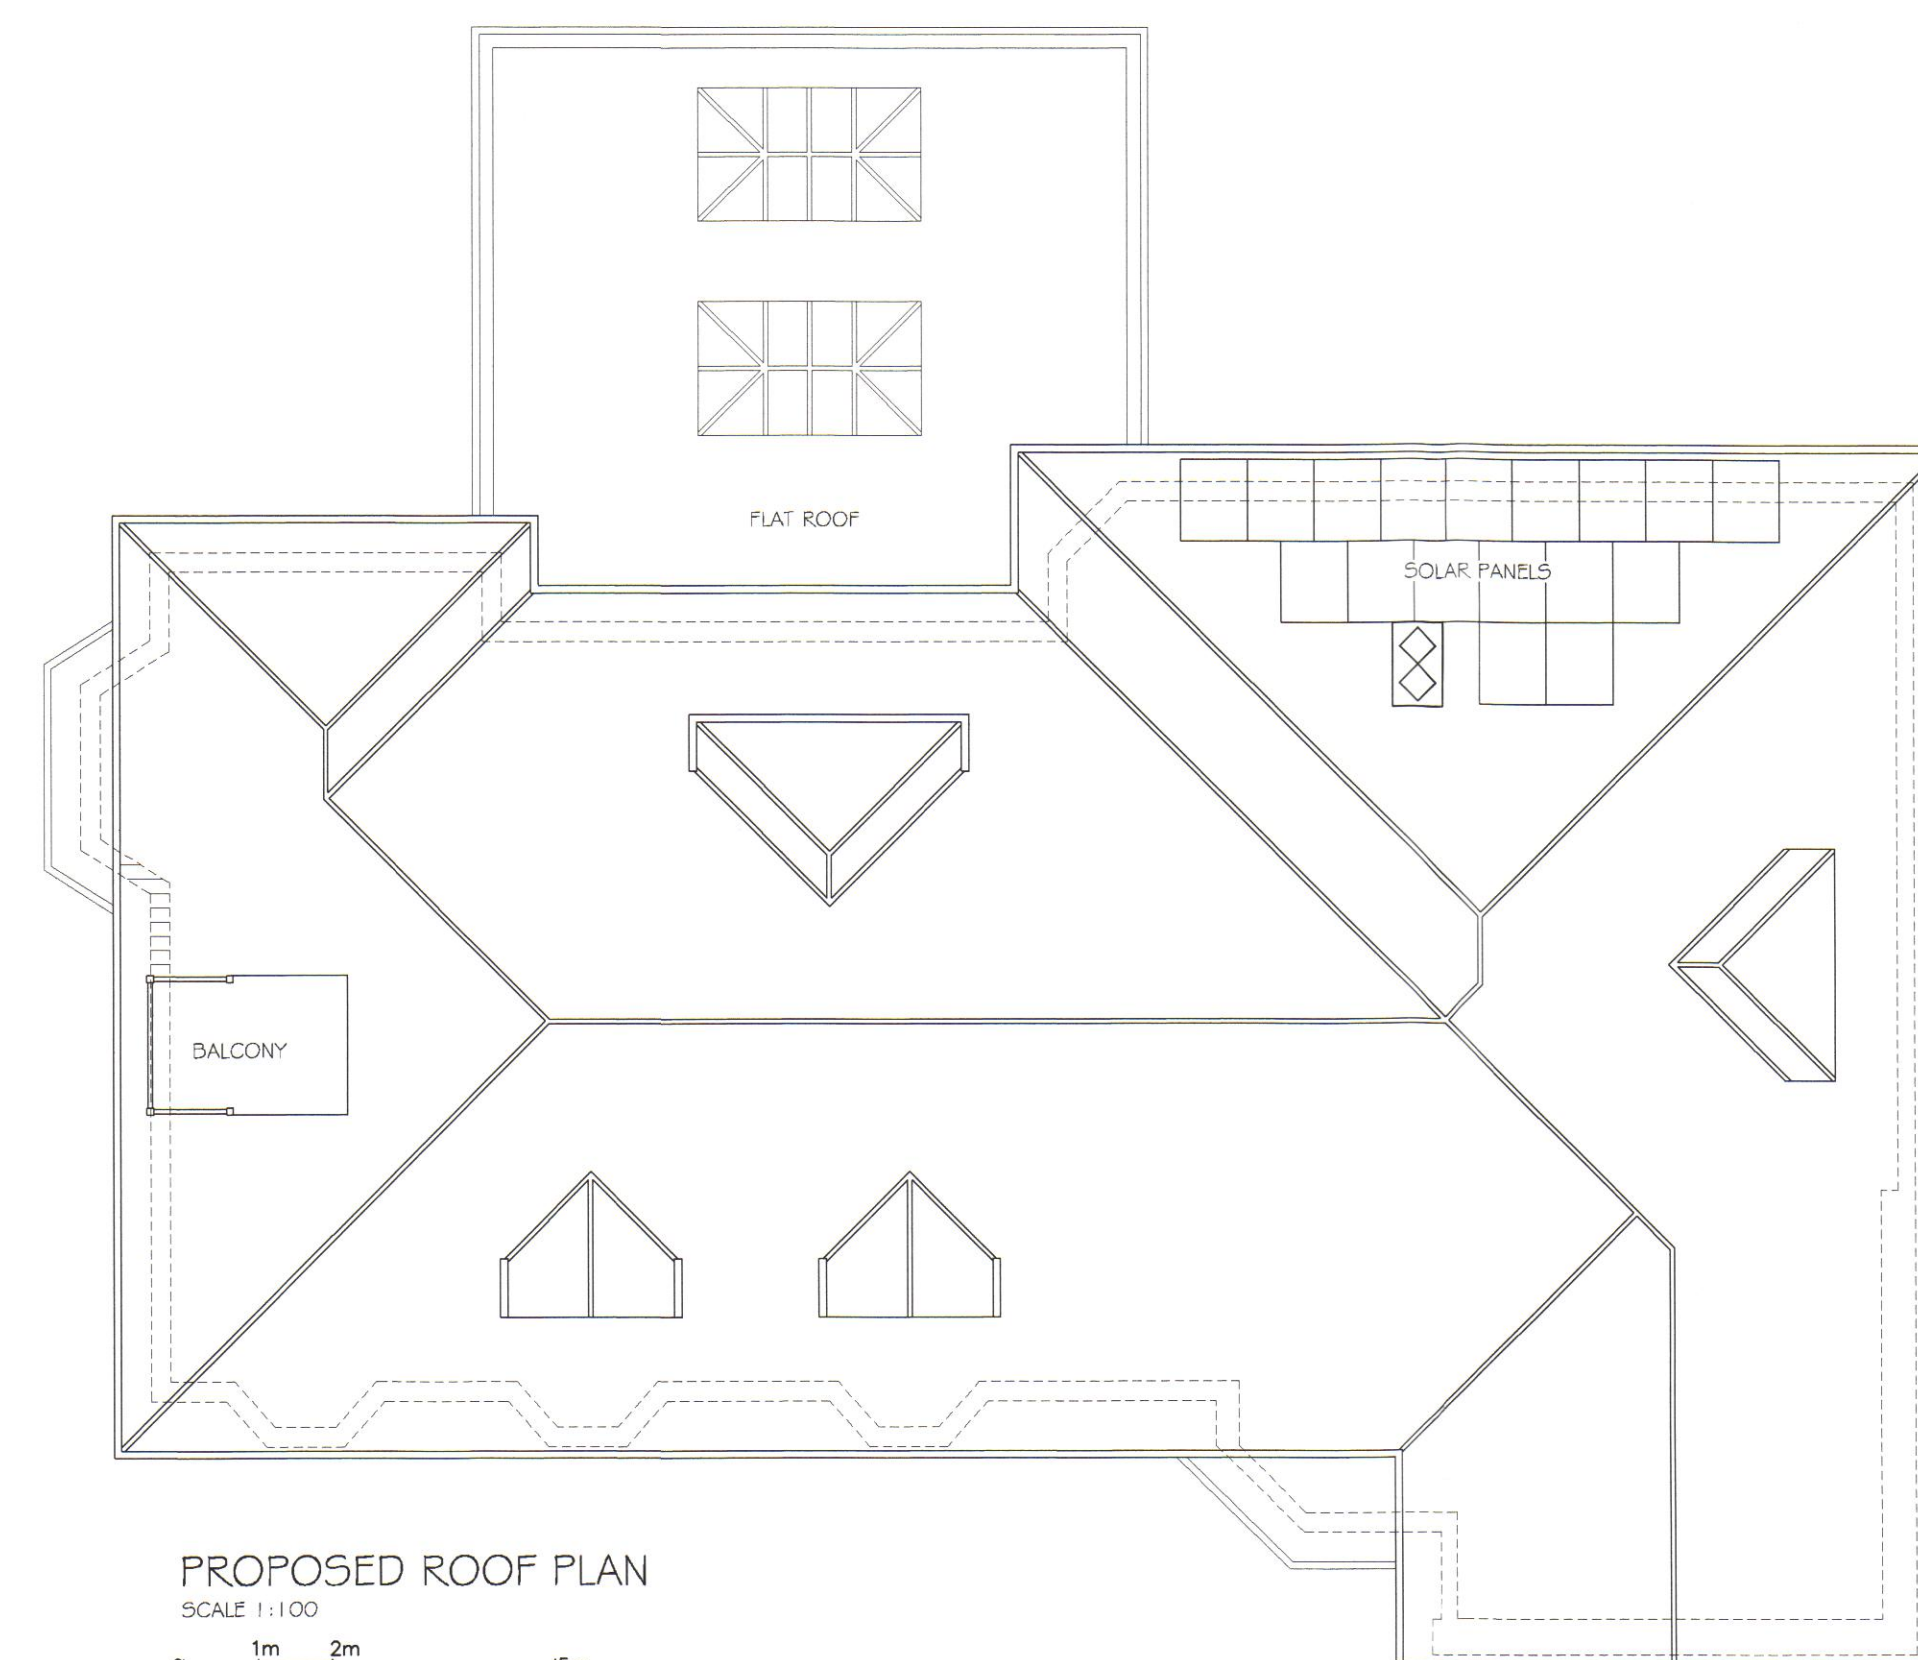 FLAT ROOF
SOLAR PANELS
BALCONY
PROPOSED ROOF PLAN
SCALE 1:100
1m 2m